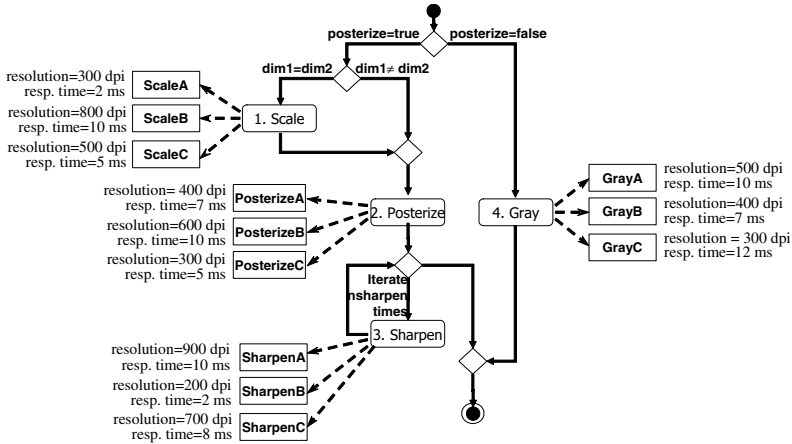 posterize=true
posterize=false
dim1=dim2
dim1≠ dim2
resolution=300 dpi
resp. time=2 ms
ScaleA
resolution=800 dpi
resp. time=10 ms
ScaleB
resolution=500 dpi
resp. time=5 ms
ScaleC
1. Scale
resolution= 400 dpi
resp. time=7 ms
PosterizeA
resolution=600 dpi
resp. time=10 ms
PosterizeB
resolution=300 dpi
resp. time=5 ms
PosterizeC
2. Posterize
4. Gray
GrayA
resolution=500 dpi
resp. time=10 ms
GrayB
resolution=400 dpi
resp. time=7 ms
GrayC
resolution = 300 dpi
resp. time=12 ms
Iterate
nsharpen
times
3. Sharpen
resolution=900 dpi
resp. time=10 ms
SharpenA
resolution=200 dpi
resp. time=2 ms
SharpenB
resolution=700 dpi
resp. time=8 ms
SharpenC